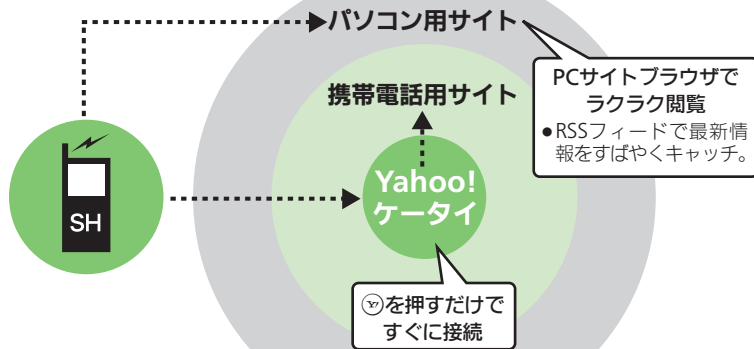 パソコン用サイト
PCサイトブラウザで
ラクラク閲覧
●RSSフィードで最新情
報をすばやくキャッチ。
携帯電話用サイト
Yahoo!
ケータイ
SH
を押すだけで
すぐに接続